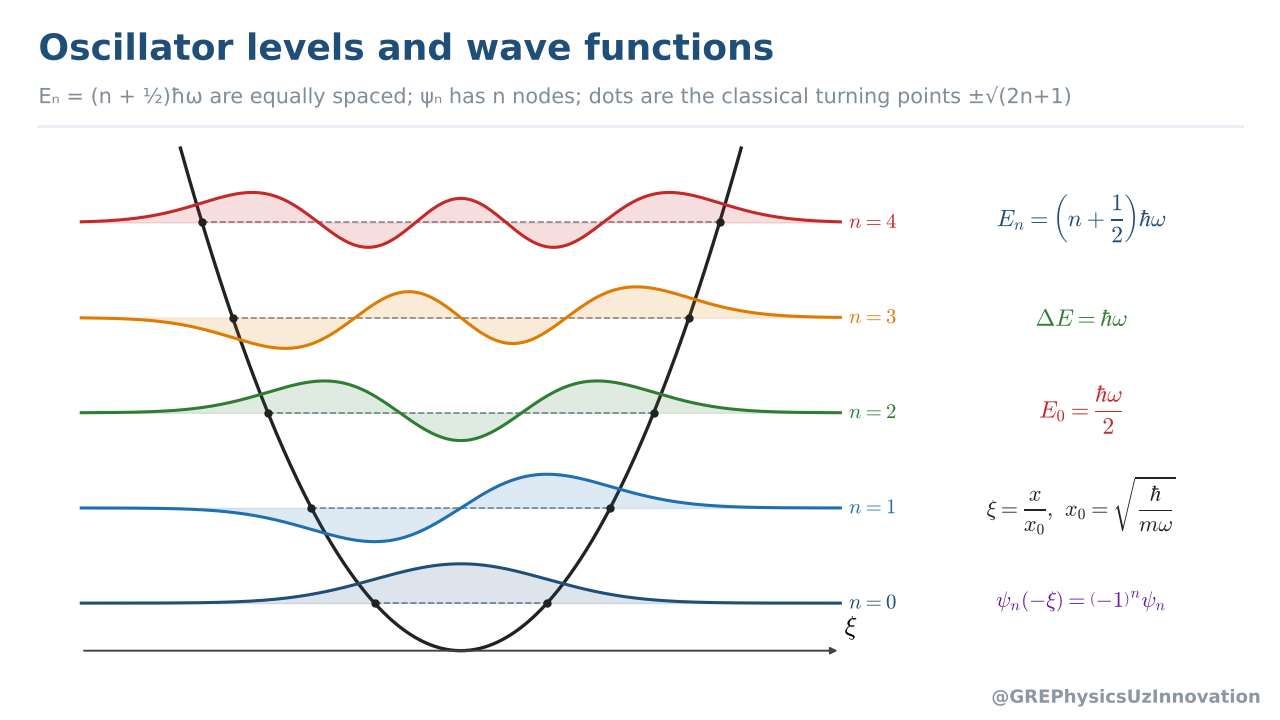 Oscillator levels and wave functions
Eₙ = (n + ½)ħω are equally spaced; ψₙ has n nodes; dots are the classical turning points ±√(2n+1)
n = 4
E_n = (n + 1/2)ħω
n = 3
ΔE = ħω
n = 2
E_0 = ħω/2
n = 1
ξ = x/x_0, x_0 = √(ħ/mω)
n = 0
ψ_n(−ξ) = (−1)^n ψ_n
ξ
@GREPhysicsUzInnovation